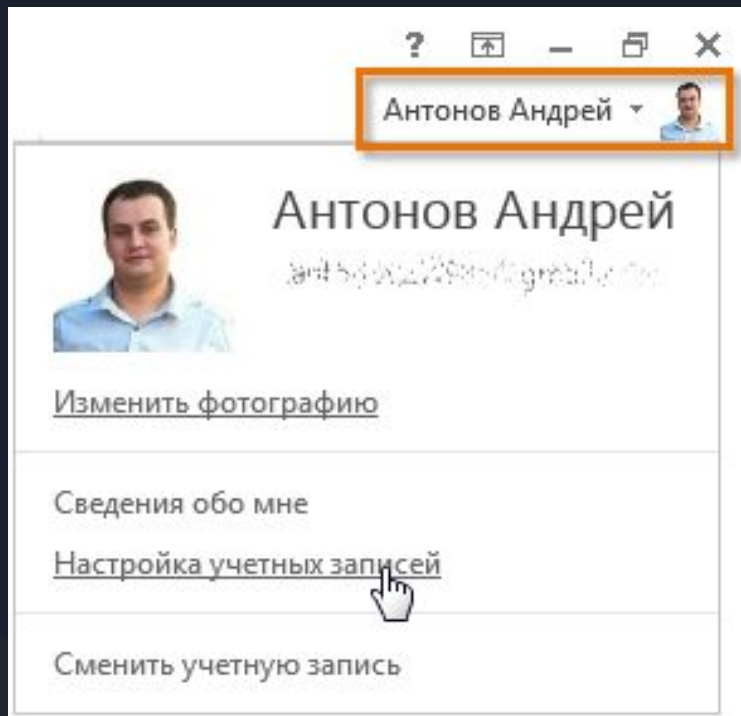 ?
Антонов Андрей
Антонов Андрей
Изменить фотографию
Сведения обо мне
Настройка учетных записей
Сменить учетную запись